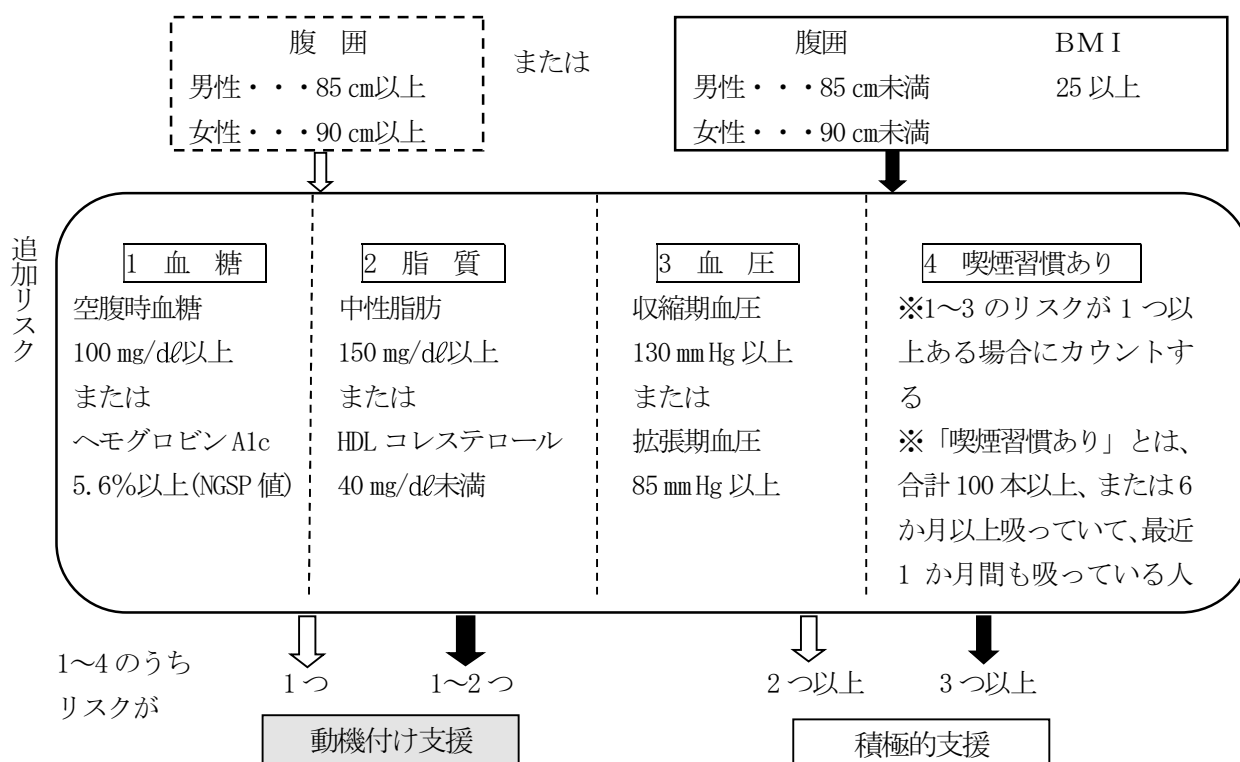 腹 囲
男性・・・85 cm以上
女性・・・90 cm以上
または
腹囲 BMI
男性・・・85 cm未満 25 以上
女性・・・90 cm未満
追加リスク
1 血 糖
空腹時血糖
100 mg/dℓ以上
または
ヘモグロビン A1c
5.6%以上(NGSP 値)
2 脂 質
中性脂肪
150 mg/dℓ以上
または
HDL コレステロール
40 mg/dℓ未満
3 血 圧
収縮期血圧
130 mmHg 以上
または
拡張期血圧
85 mmHg 以上
4 喫煙習慣あり
※1~3 のリスクが 1 つ以
上ある場合にカウントす
る
※「喫煙習慣あり」とは、
合計 100 本以上、または 6
か月以上吸っていて、最近
1 か月間も吸っている人
1~4 のうち
リスクが
1 つ
1~2 つ
2 つ以上
3 つ以上
動機付け支援
積極的支援